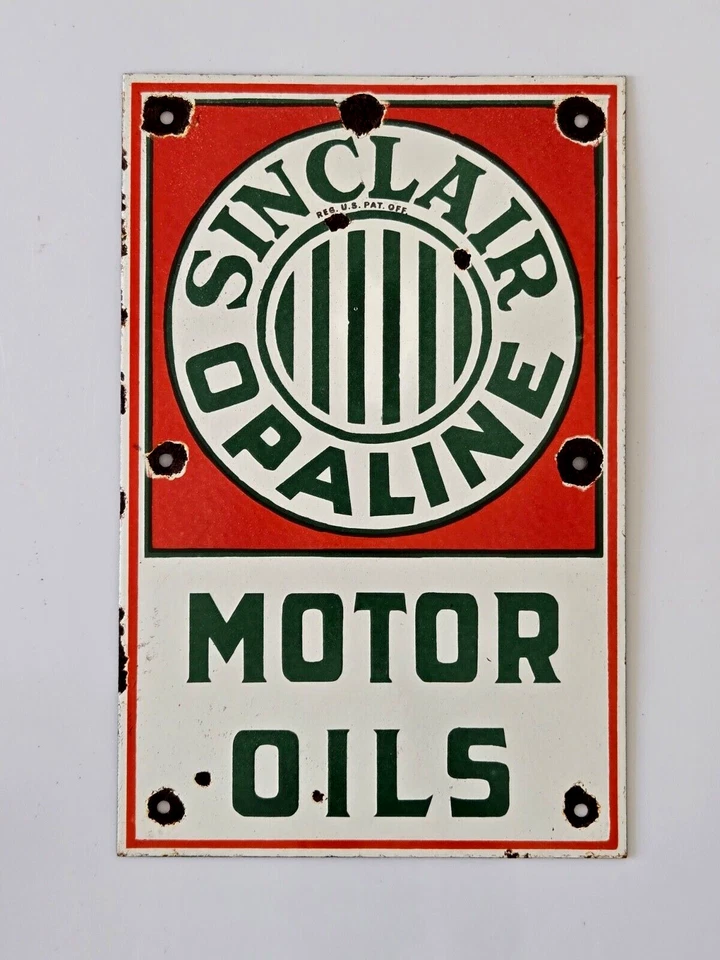 SINCLAIR
REG. U.S. PAT. OFF.
OPALINE
MOTOR
OILS